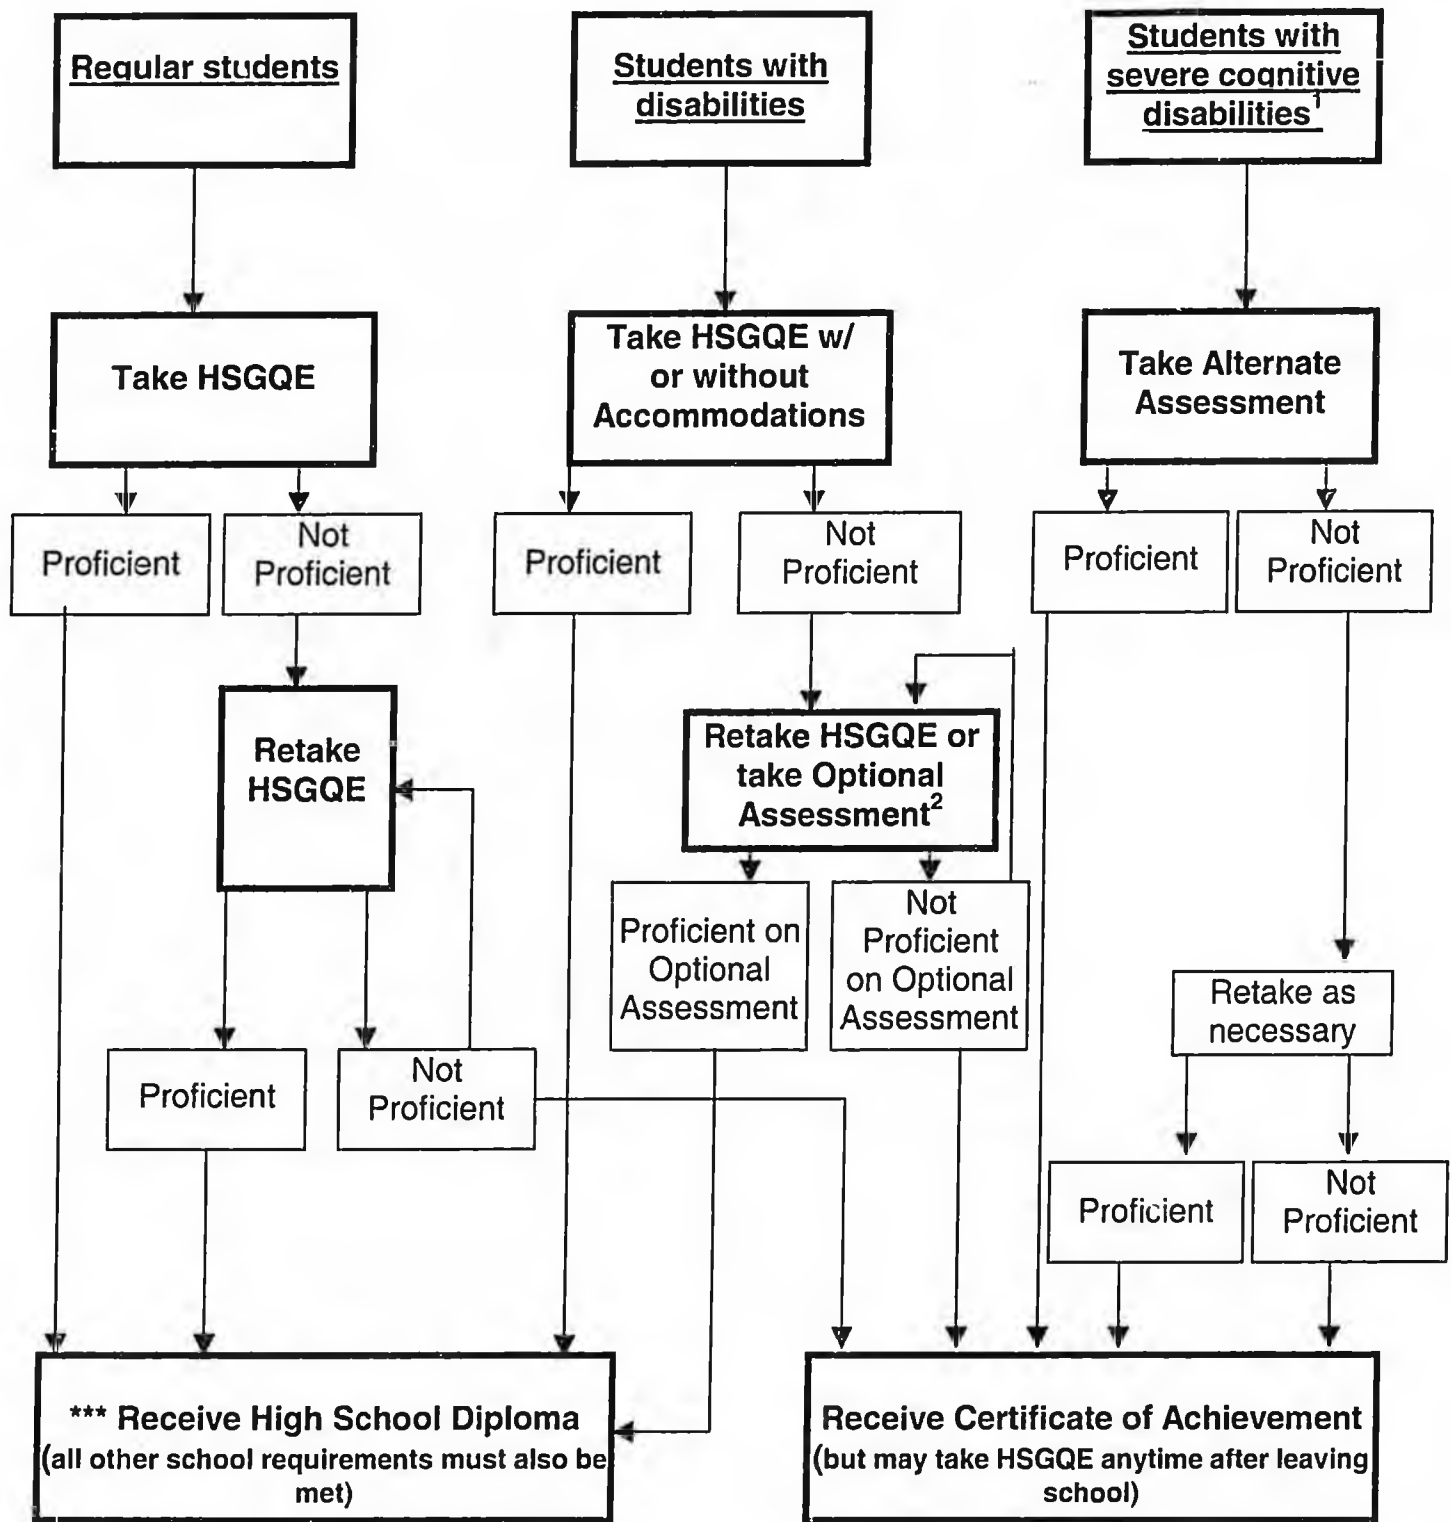 Regular students
Students with
disabilities
Students with
severe cognitive
disabilities¹
Take HSGQE
Take HSGQE w/
or without
Accommodations
Take Alternate
Assessment
Proficient
Not
Proficient
Proficient
Not
Proficient
Proficient
Not
Proficient
Retake
HSGQE
Retake HSGQE or
take Optional
Assessment²
Proficient on
Optional
Assessment
Not
Proficient
on Optional
Assessment
Retake as
necessary
Proficient
Not
Proficient
Proficient
Not
Proficient
*** Receive High School Diploma
(all other school requirements must also be
met)
Receive Certificate of Achievement
(but may take HSGQE anytime after leaving
school)